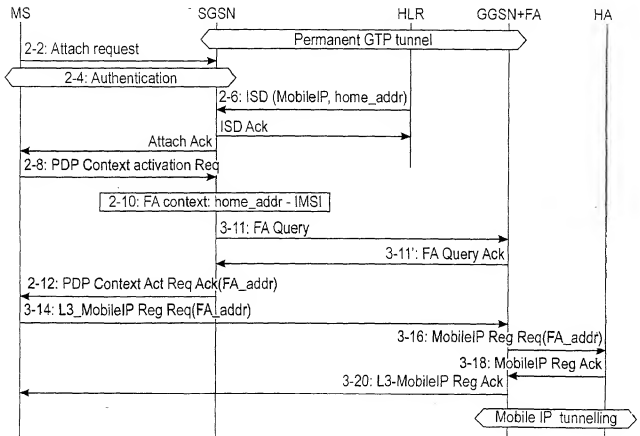 MS SGSN HLR GGSN+FA HA
Permanent GTP tunnel
2-2: Attach request
2-4: Authentication
2-6: ISD (MobileIP, home_addr)
ISD Ack
Attach Ack
2-8: PDP Context activation Req
2-10: FA context: home_addr - IMSI
3-11: FA Query
3-11': FA Query Ack
2-12: PDP Context Act Req Ack(FA_addr)
3-14: L3_MobileIP Reg Req(FA_addr)
3-16: MobileIP Reg Req(FA_addr)
3-18: MobileIP Reg Ack
3-20: L3-MobileIP Reg Ack
Mobile IP tunnelling